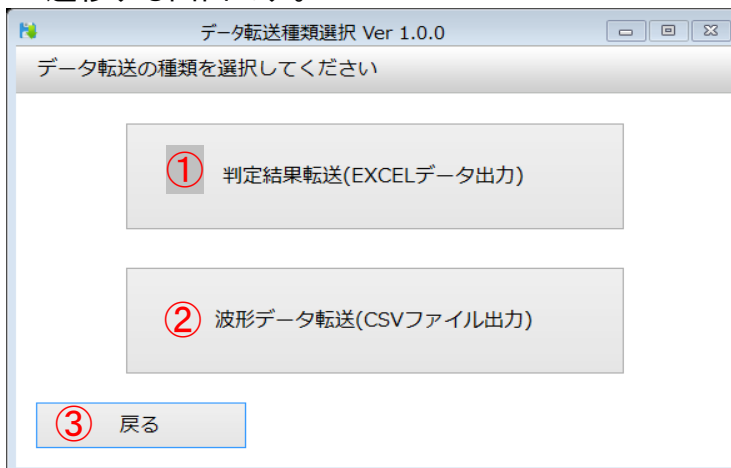 データ転送種類選択 Ver 1.0.0
データ転送の種類を選択してください
① 判定結果転送(EXCELデータ出力)
② 波形データ転送(CSVファイル出力)
③ 戻る